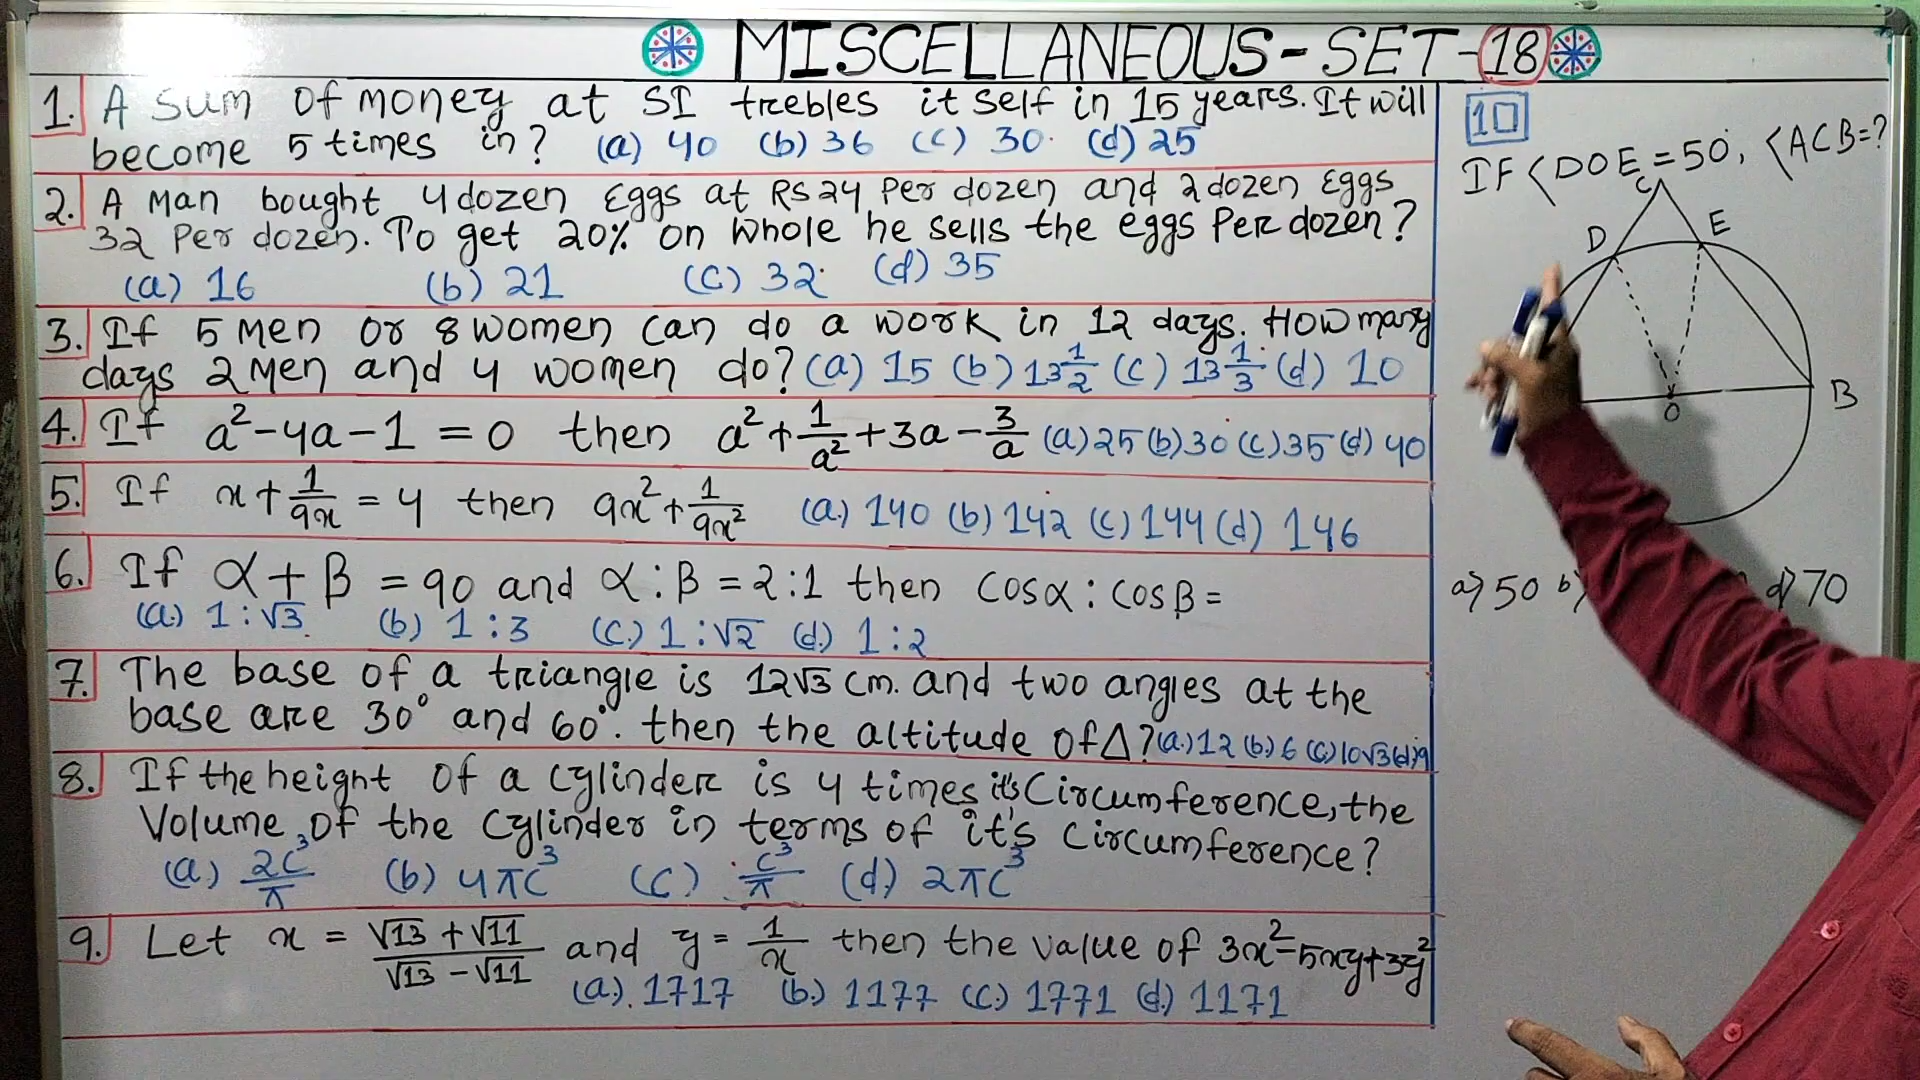 MISCELLANEOUS-SET-18
1. A sum of money at SI trebles it self in 15 years. It will
become 5 times in? (a) 40 (b) 36 (c) 30 (d) 25
2. A man bought 4 dozen Eggs at RS 24 Per dozen and 2 dozen Eggs
32 Per dozen. To get 20% on whole he sells the eggs Per dozen?
(a) 16 (b) 21 (c) 32 (d) 35
3. If 5 men or 8 women can do a work in 12 days. How many
days 2 men and 4 women do? (a) 15 (b) 13 1/2 (c) 13 1/3 (d) 10
4. If a²-4a-1=0 then a²+1/a²+3a-3/a (a) 25 (b) 30 (c) 35 (d) 40
5. If x+1/9x=4 then 9x²+1/9x² (a) 140 (b) 142 (c) 144 (d) 146
6. If α+β=90 and α:β=2:1 then cosα:cosβ=
(a) 1:√3 (b) 1:3 (c) 1:√2 (d) 1:2
7. The base of a triangle is 12√3 cm. and two angles at the
base are 30° and 60°. then the altitude of Δ? (a) 12 (b) 6 (c) 10√3 (d) 9
8. If the height of a cylinder is 4 times it's Circumference, the
Volume of the cylinder in terms of it's circumference?
(a) 2c³/π (b) 4πc³ (c) c³/π (d) 2πc³
9. Let x = √13+√11/√13-√11 and y=1/x then the value of 3x²-5xy+3y²
(a) 1717 (b) 1177 (c) 1771 (d) 1171
10
IF <DOE=50, <ACB=?
C
D E
O B
a) 50 b) d) 70